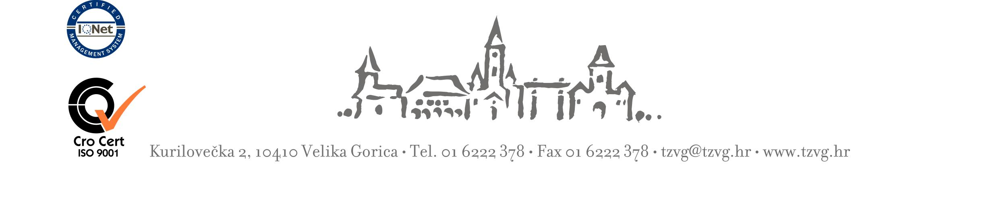 CERTIFIED
IQNet
MANAGEMENT SYSTEM
Cro Cert
ISO 9001
Kurilovečka 2, 10410 Velika Gorica • Tel. 01 6222 378 • Fax 01 6222 378 • tzvg@tzvg.hr • www.tzvg.hr